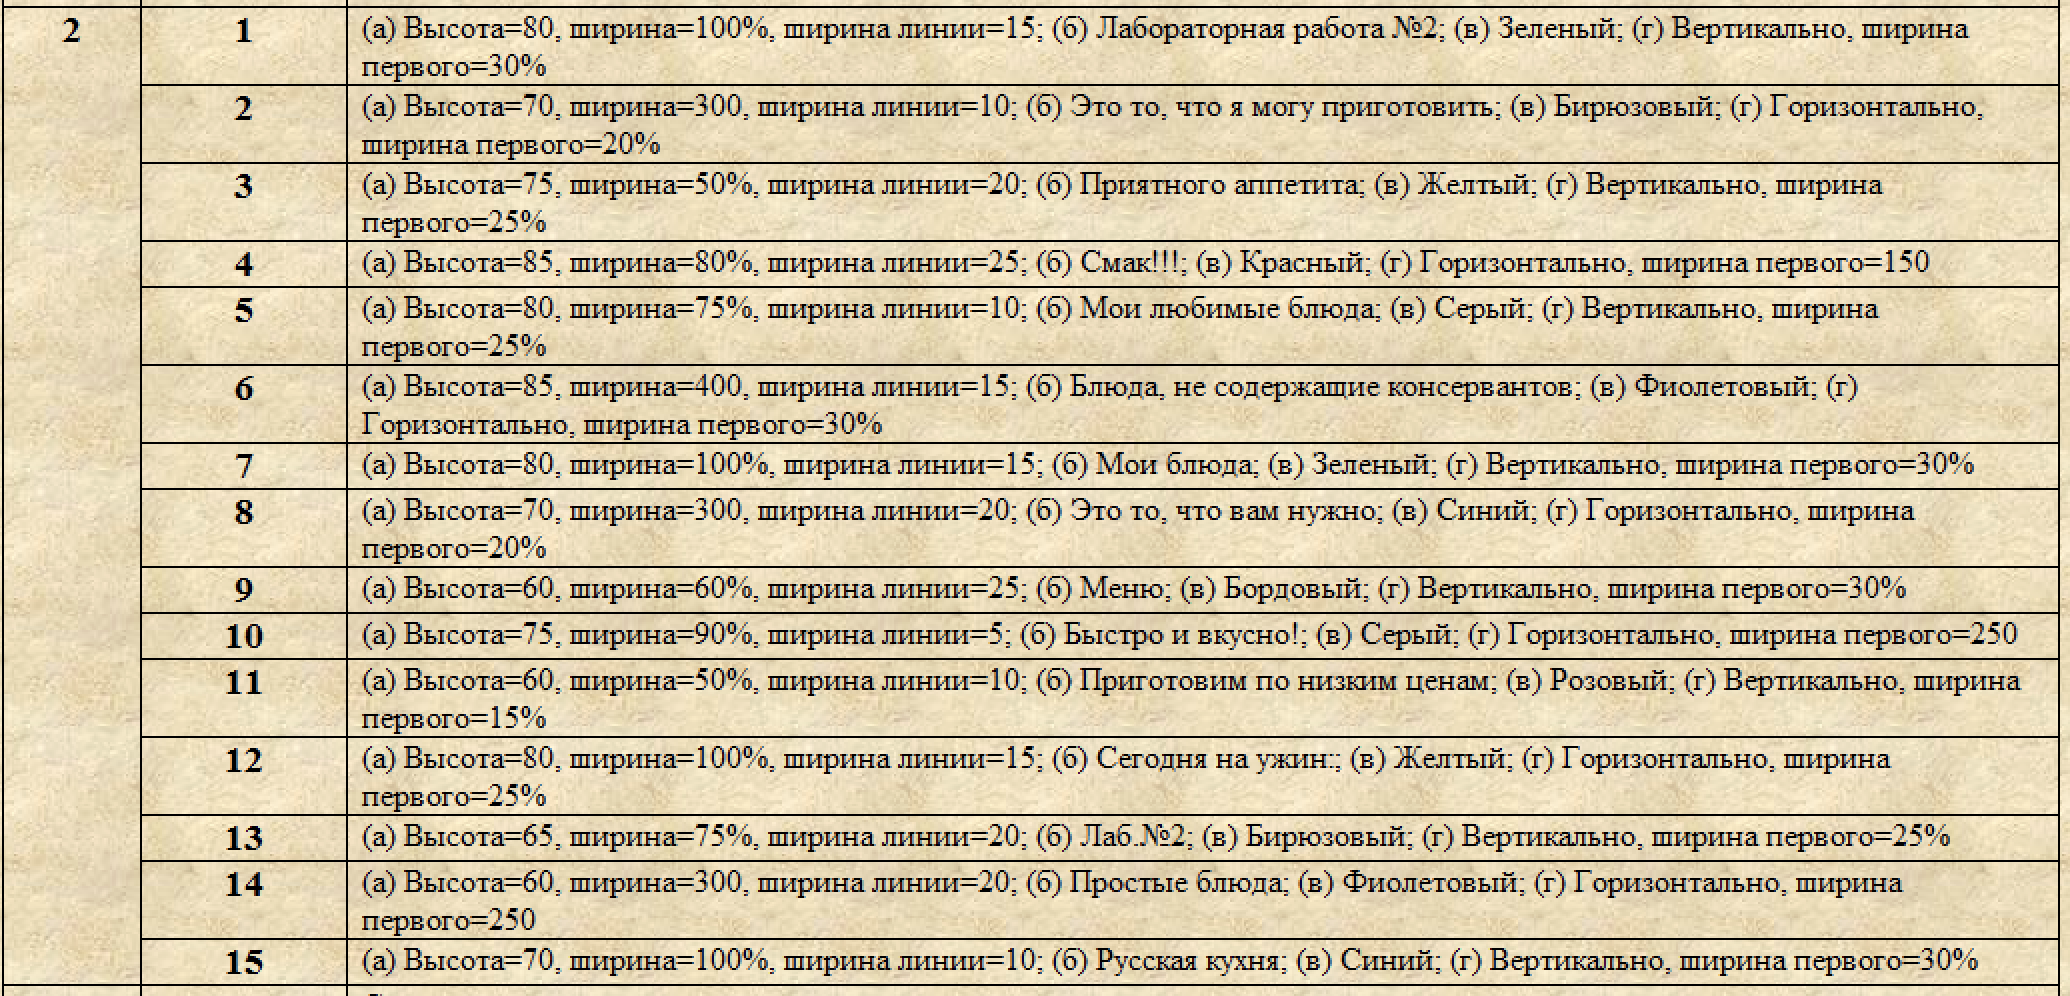 2 1 (а) Высота=80, ширина=100%, ширина линии=15; (б) Лабораторная работа №2; (в) Зеленый; (г) Вертикально, ширина
первого=30%
2 (а) Высота=70, ширина=300, ширина линии=10; (б) Это то, что я могу приготовить; (в) Бирюзовый; (г) Горизонтально,
ширина первого=20%
3 (а) Высота=75, ширина=50%, ширина линии=20; (б) Приятного аппетита; (в) Желтый; (г) Вертикально, ширина
первого=25%
4 (а) Высота=85, ширина=80%, ширина линии=25; (б) Смак!!!; (в) Красный; (г) Горизонтально, ширина первого=150
5 (а) Высота=80, ширина=75%, ширина линии=10; (б) Мои любимые блюда; (в) Серый; (г) Вертикально, ширина
первого=25%
6 (а) Высота=85, ширина=400, ширина линии=15; (б) Блюда, не содержащие консервантов; (в) Фиолетовый; (г)
Горизонтально, ширина первого=30%
7 (а) Высота=80, ширина=100%, ширина линии=15; (б) Мои блюда; (в) Зеленый; (г) Вертикально, ширина первого=30%
8 (а) Высота=70, ширина=300, ширина линии=20; (б) Это то, что вам нужно; (в) Синий; (г) Горизонтально, ширина
первого=20%
9 (а) Высота=60, ширина=60%, ширина линии=25; (б) Меню; (в) Бордовый; (г) Вертикально, ширина первого=30%
10 (а) Высота=75, ширина=90%, ширина линии=5; (б) Быстро и вкусно!; (в) Серый; (г) Горизонтально, ширина первого=250
11 (а) Высота=60, ширина=50%, ширина линии=10; (б) Приготовим по низким ценам; (в) Розовый; (г) Вертикально, ширина
первого=15%
12 (а) Высота=80, ширина=100%, ширина линии=15; (б) Сегодня на ужин:; (в) Желтый; (г) Горизонтально, ширина
первого=25%
13 (а) Высота=65, ширина=75%, ширина линии=20; (б) Лаб.№2; (в) Бирюзовый; (г) Вертикально, ширина первого=25%
14 (а) Высота=60, ширина=300, ширина линии=20; (б) Простые блюда; (в) Фиолетовый; (г) Горизонтально, ширина
первого=250
15 (а) Высота=70, ширина=100%, ширина линии=10; (б) Русская кухня; (в) Синий; (г) Вертикально, ширина первого=30%